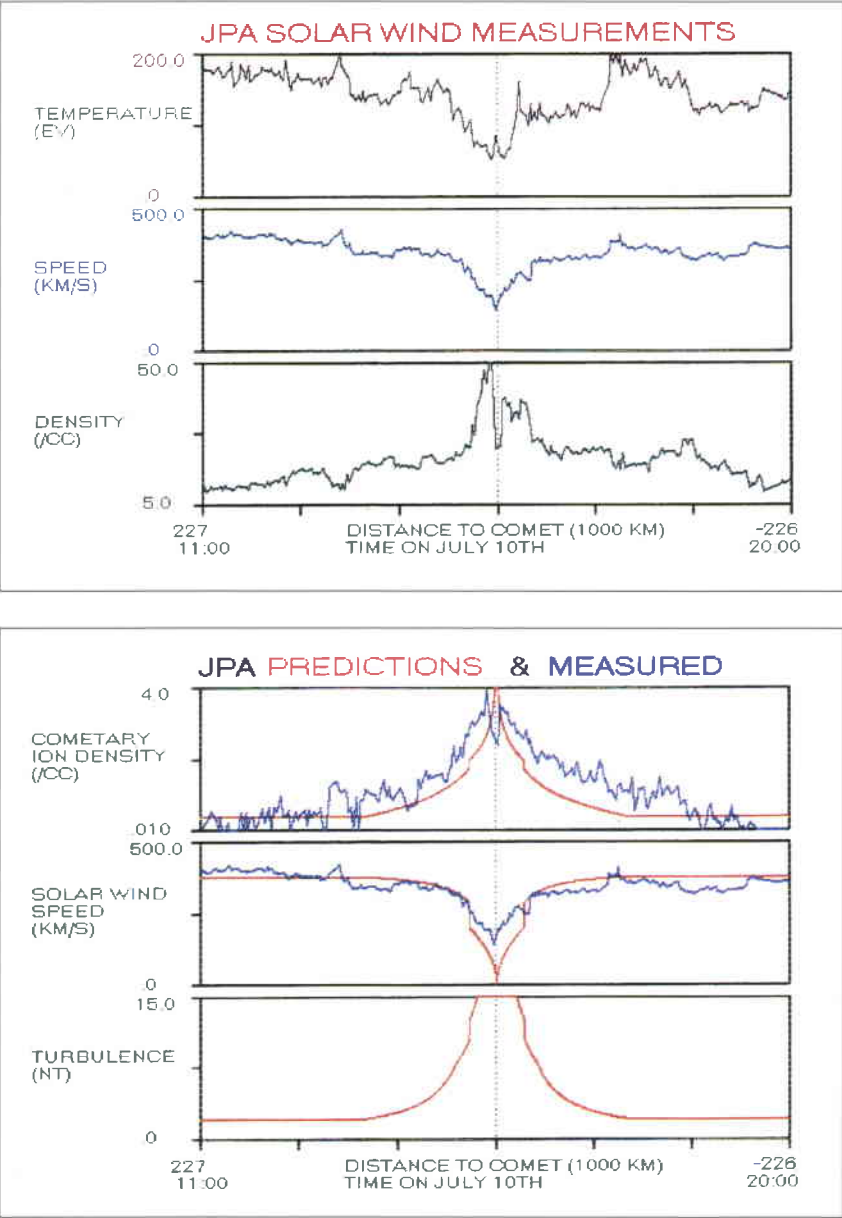 JPA SOLAR WIND MEASUREMENTS
200.0
TEMPERATURE
(EV)
.0
500.0
SPEED
(KM/S)
.0
50.0
DENSITY
(/CC)
5.0
227 DISTANCE TO COMET (1000 KM) -226
11:00 TIME ON JULY 10TH 20:00
JPA PREDICTIONS & MEASURED
4.0
COMETARY
ION DENSITY
(/CC)
.010
500.0
SOLAR WIND
SPEED
(KM/S)
.0
15.0
TURBULENCE
(NT)
.0
227 DISTANCE TO COMET (1000 KM) -226
11:00 TIME ON JULY 10TH 20:00